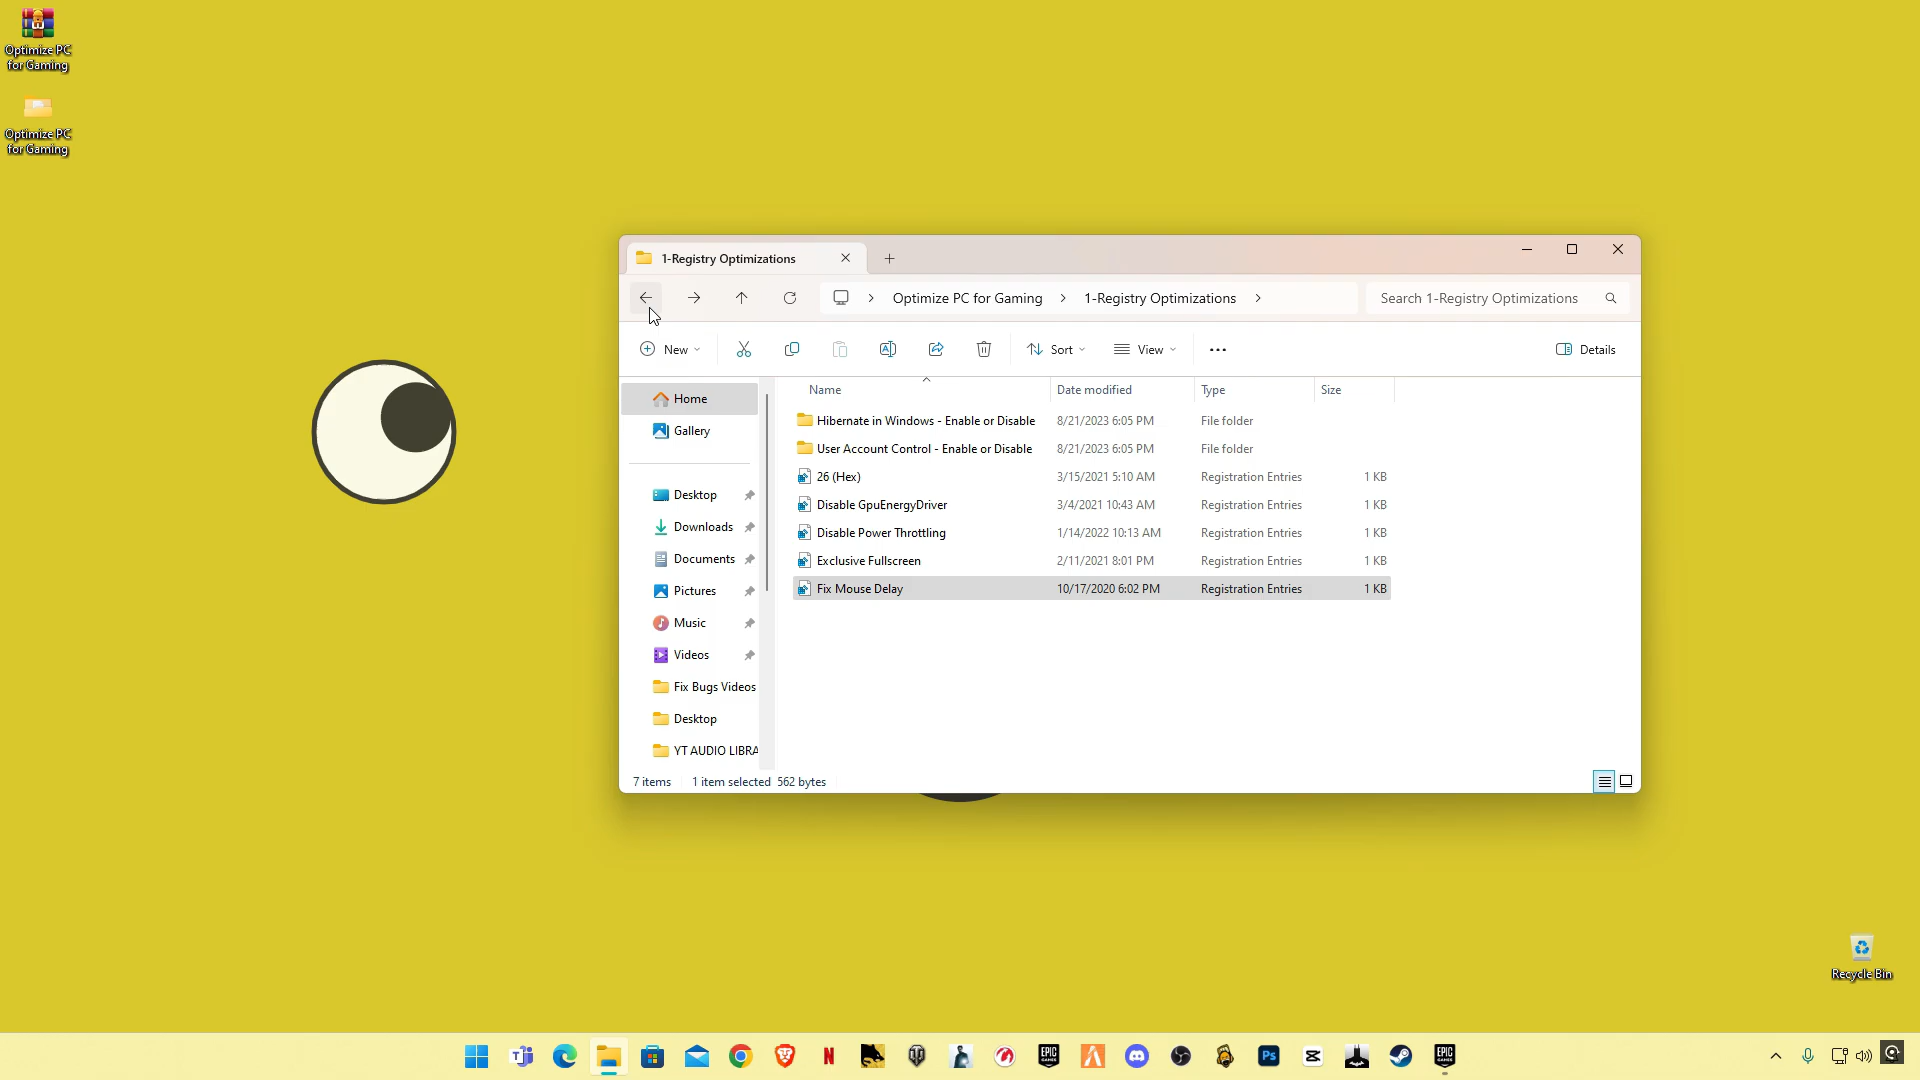 Optimize PC
for Gaming
Optimize PC
for Gaming
1-Registry Optimizations
Optimize PC for Gaming
1-Registry Optimizations
Search 1-Registry Optimizations
New
Sort
View
Details
Home
Gallery
Desktop
Downloads
Documents
Pictures
Music
Videos
Fix Bugs Videos
Desktop
YT AUDIO LIBRA
Name Date modified Type Size
Hibernate in Windows - Enable or Disable 8/21/2023 6:05 PM File folder
User Account Control - Enable or Disable 8/21/2023 6:05 PM File folder
26 (Hex) 3/15/2021 5:10 AM Registration Entries 1 KB
Disable GpuEnergyDriver 3/4/2021 10:43 AM Registration Entries 1 KB
Disable Power Throttling 1/14/2022 10:13 AM Registration Entries 1 KB
Exclusive Fullscreen 2/11/2021 8:01 PM Registration Entries 1 KB
Fix Mouse Delay 10/17/2020 6:02 PM Registration Entries 1 KB
7 items 1 item selected 562 bytes
Recycle Bin
EPIC GAMES
Ps
EPIC GAMES